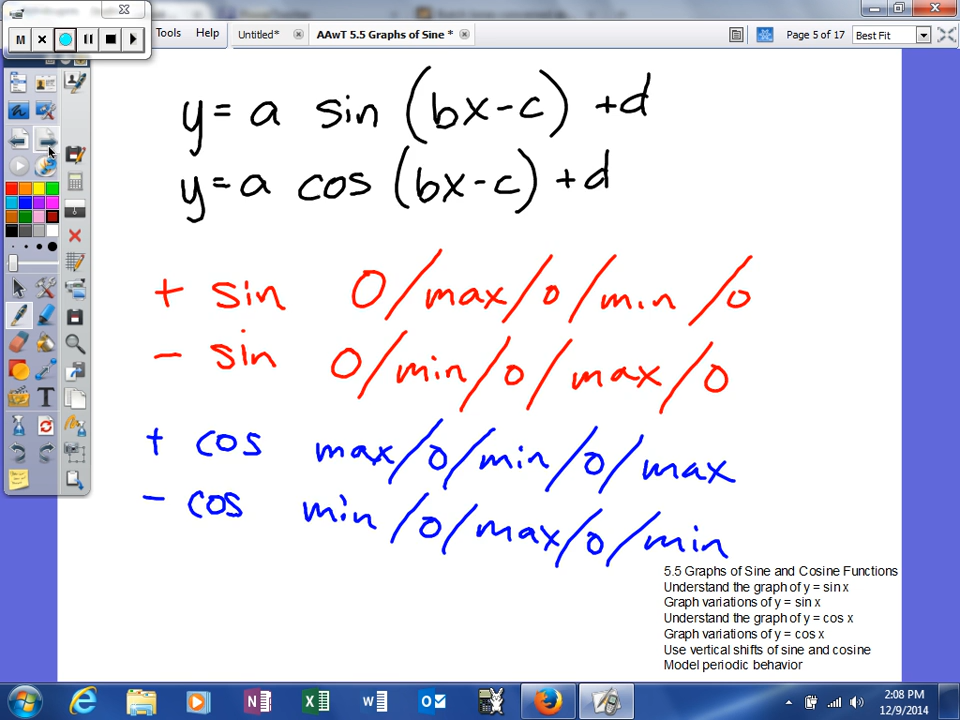 M
Tools Help Untitled* AAwT 5.5 Graphs of Sine * Page 5 of 17 Best Fit
y = a sin (bx - c) + d
y = a cos (bx - c) + d
+ sin 0/max/0/min/0
- sin 0/min/0/max/0
+ cos max/0/min/0/max
- cos min/0/max/0/min
5.5 Graphs of Sine and Cosine Functions
Understand the graph of y = sin x
Graph variations of y = sin x
Understand the graph of y = cos x
Graph variations of y = cos x
Use vertical shifts of sine and cosine
Model periodic behavior
2:08 PM
12/9/2014